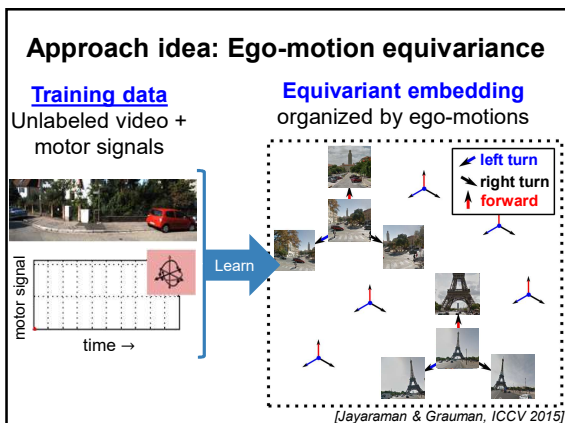 Approach idea: Ego-motion equivariance
Training data
Unlabeled video +
motor signals
motor signal
time →
Learn
Equivariant embedding
organized by ego-motions
left turn
right turn
forward
[Jayaraman & Grauman, ICCV 2015]